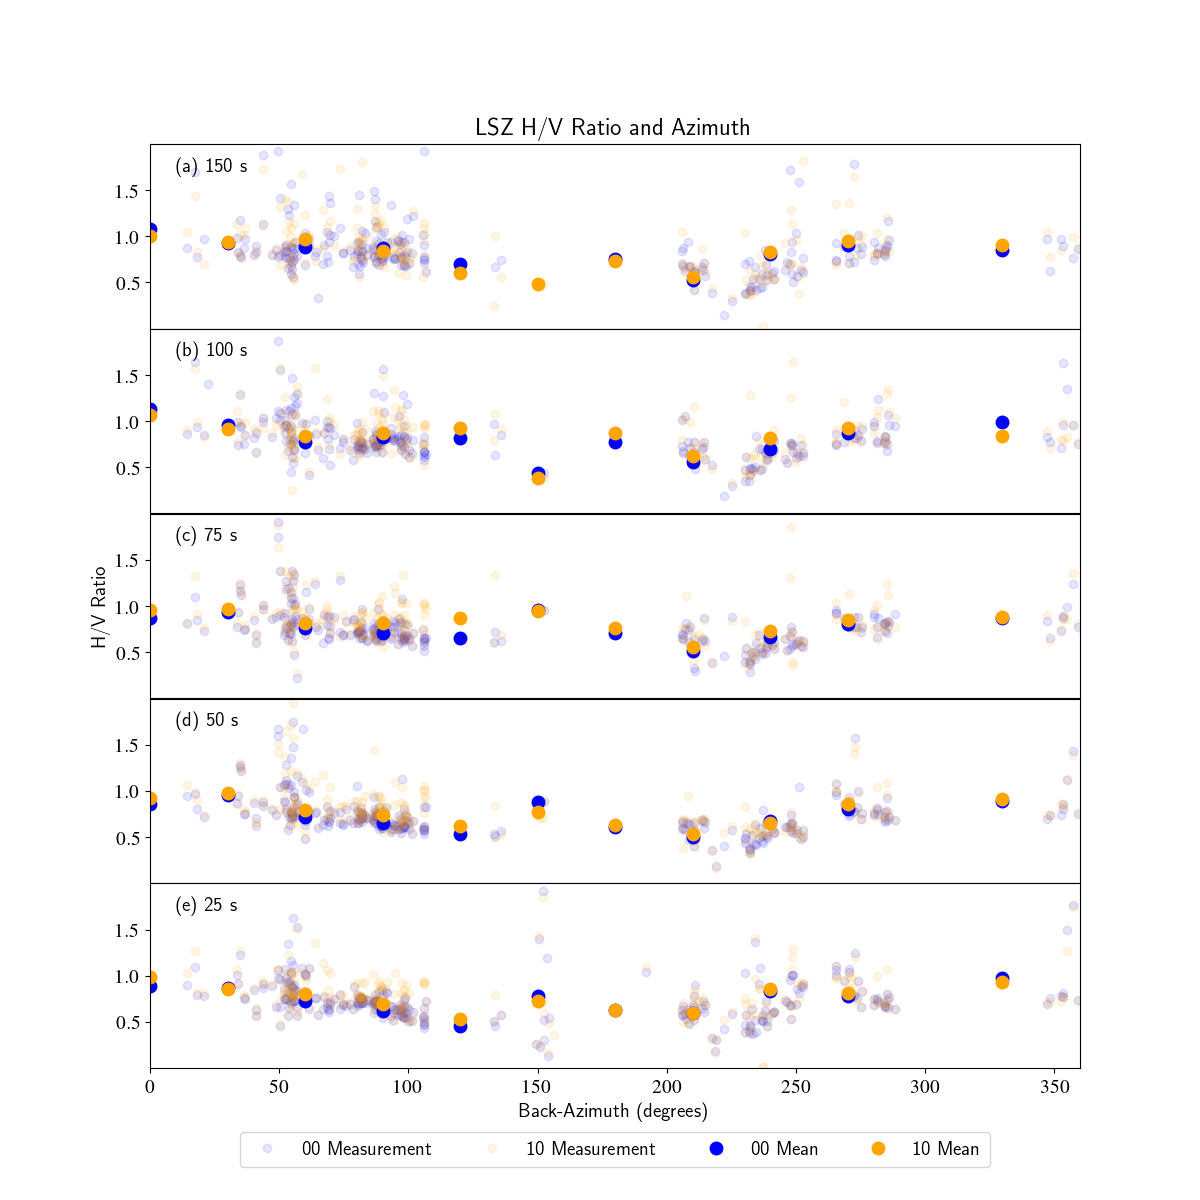 LSZ H/V Ratio and Azimuth
(a) 150 s
1.5
1.0
0.5
(b) 100 s
1.5
1.0
0.5
(c) 75 s
1.5
1.0
0.5
H/V Ratio
(d) 50 s
1.5
1.0
0.5
(e) 25 s
1.5
1.0
0.5
0 50 100 150 200 250 300 350
Back-Azimuth (degrees)
00 Measurement 10 Measurement 00 Mean 10 Mean